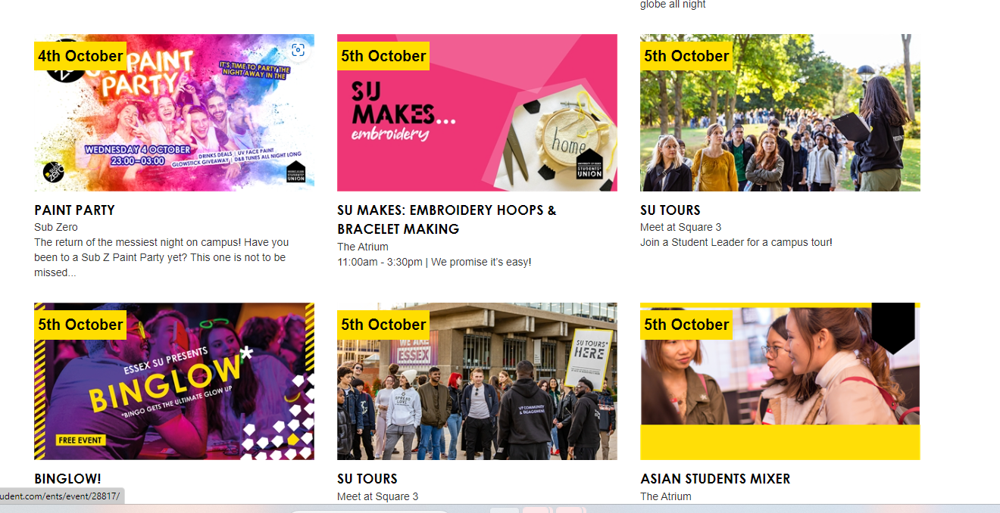 globe all night
4th October
PAINT
PARTY
IT'S TIME TO PARTY THE
NIGHT AWAY IN THE
WEDNESDAY 4 OCTOBER
23:00–03:00
DRINKS DEALS | UV FACE PAINT
GLOWSTICK GIVEAWAY | D&B TUNES ALL NIGHT LONG
sub
zero
STUDENTS'
UNION
PAINT PARTY
Sub Zero
The return of the messiest night on campus! Have you
been to a Sub Z Paint Party yet? This one is not to be
missed...
5th October
SU
MAKES...
embroidery
home
UNIVERSITY OF ESSEX
STUDENTS'
UNION
SU MAKES: EMBROIDERY HOOPS &
BRACELET MAKING
The Atrium
11:00am - 3:30pm | We promise it's easy!
5th October
SU TOURS
Meet at Square 3
Join a Student Leader for a campus tour!
5th October
ESSEX SU PRESENTS
BINGLOW*
*BINGO GETS THE ULTIMATE GLOW UP
FREE EVENT
BINGLOW!
5th October
WE ARE
ESSEX
SU TOURS*
HERE
SPREAD
LOVE
VP COMMUNITY
& ENGAGEMENT
SU TOURS
Meet at Square 3
5th October
ASIAN STUDENTS MIXER
The Atrium
udent.com/ents/event/28817/